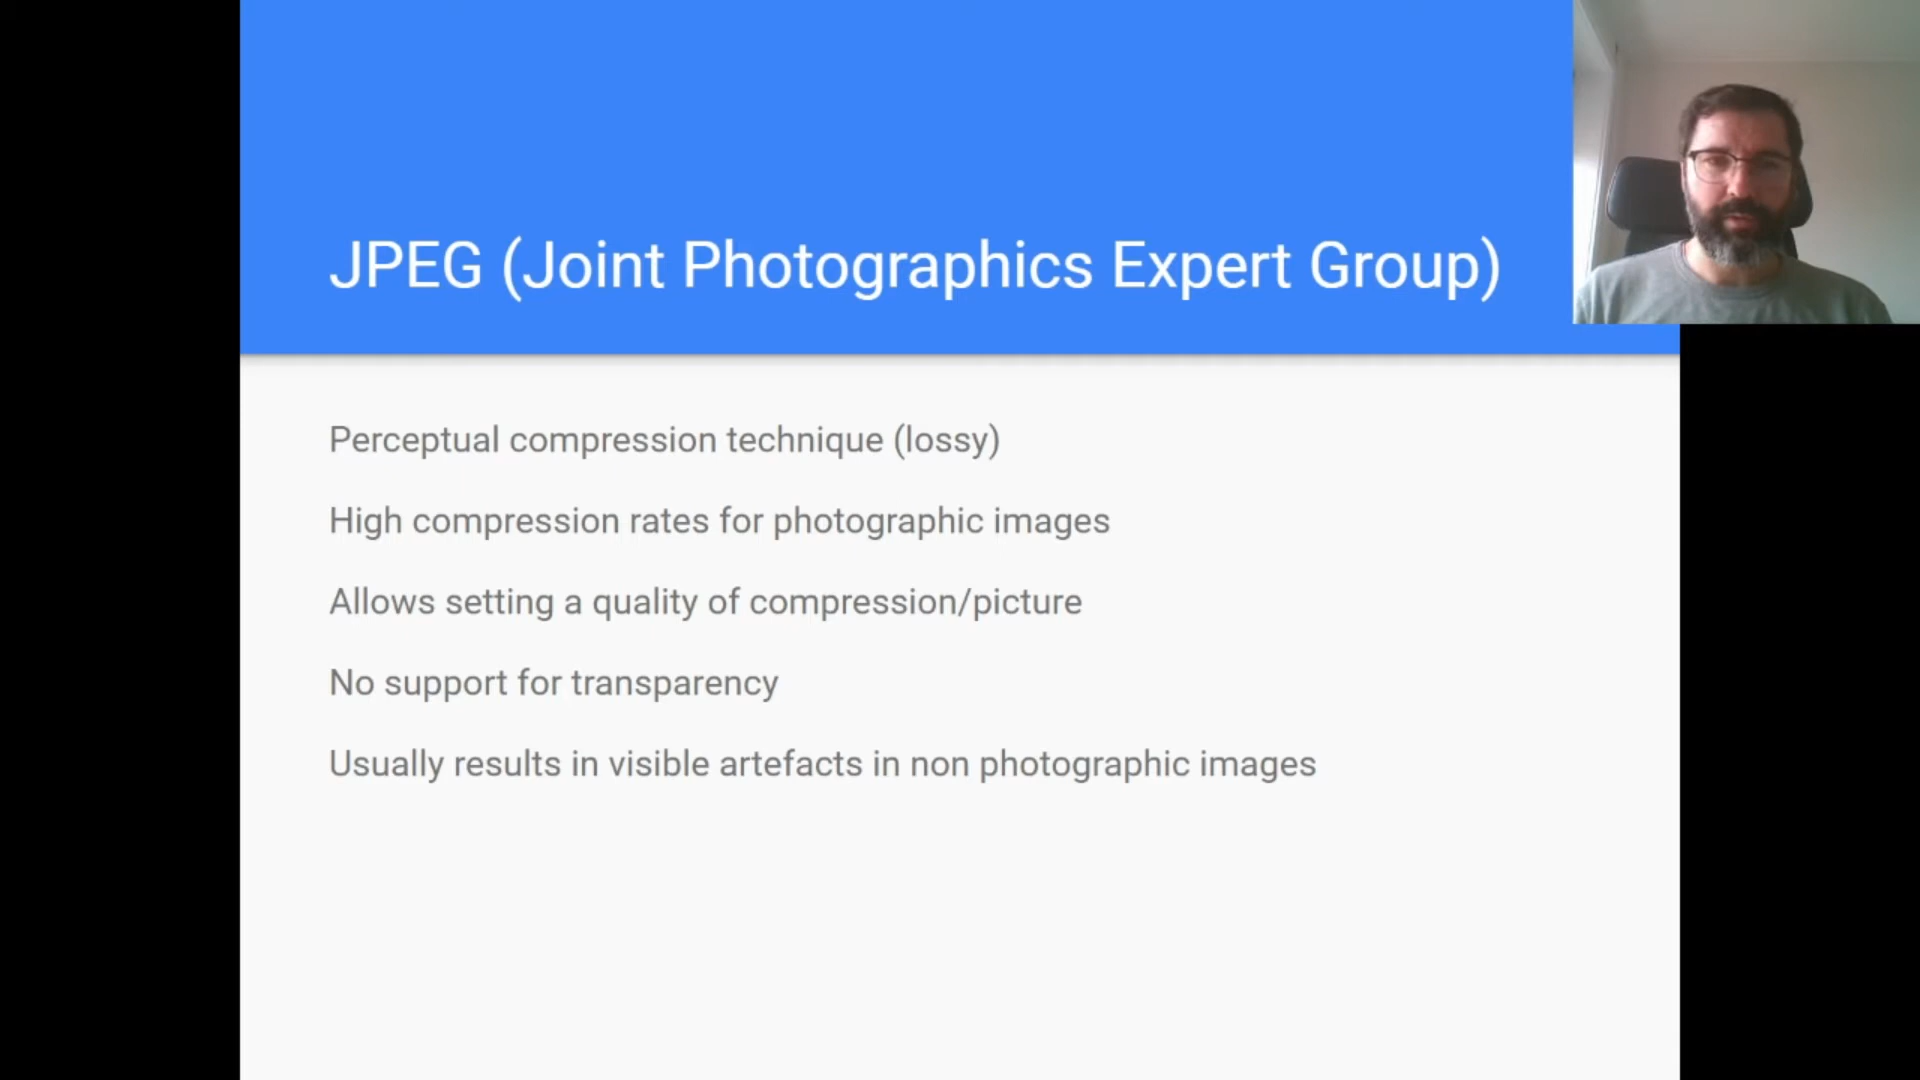 JPEG (Joint Photographics Expert Group)
Perceptual compression technique (lossy)
High compression rates for photographic images
Allows setting a quality of compression/picture
No support for transparency
Usually results in visible artefacts in non photographic images